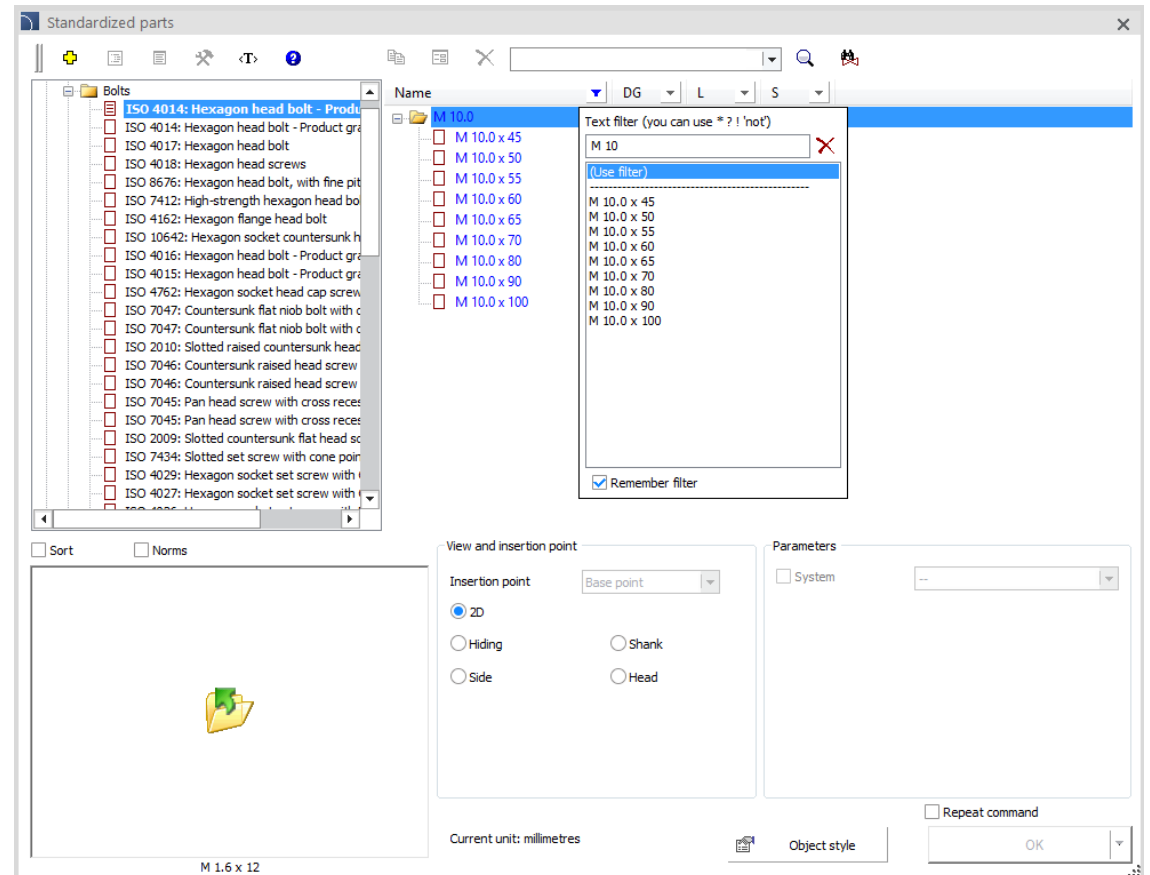 Standardized parts
<T>
Bolts
ISO 4014: Hexagon head bolt - Produ
ISO 4014: Hexagon head bolt - Product gra
ISO 4017: Hexagon head bolt
ISO 4018: Hexagon head screws
ISO 8676: Hexagon head bolt, with fine pit
ISO 7412: High-strength hexagon head bo
ISO 4162: Hexagon flange head bolt
ISO 10642: Hexagon socket countersunk h
ISO 4016: Hexagon head bolt - Product gra
ISO 4015: Hexagon head bolt - Product gra
ISO 4762: Hexagon socket head cap screw
ISO 7047: Countersunk flat niob bolt with c
ISO 7047: Countersunk flat niob bolt with c
ISO 2010: Slotted raised countersunk head
ISO 7046: Countersunk raised head screw
ISO 7046: Countersunk raised head screw
ISO 7045: Pan head screw with cross reces
ISO 7045: Pan head screw with cross reces
ISO 2009: Slotted countersunk flat head sc
ISO 7434: Slotted set screw with cone poin
ISO 4029: Hexagon socket set screw with
ISO 4027: Hexagon socket set screw with
Name DG L S
M 10.0
M 10.0 x 45
M 10.0 x 50
M 10.0 x 55
M 10.0 x 60
M 10.0 x 65
M 10.0 x 70
M 10.0 x 80
M 10.0 x 90
M 10.0 x 100
Text filter (you can use * ? ! 'not')
M 10
(Use filter)
M 10.0 x 45
M 10.0 x 50
M 10.0 x 55
M 10.0 x 60
M 10.0 x 65
M 10.0 x 70
M 10.0 x 80
M 10.0 x 90
M 10.0 x 100
Remember filter
Sort Norms
M 1.6 x 12
View and insertion point
Insertion point Base point
2D
Hiding Shank
Side Head
Parameters
System --
Repeat command
Current unit: millimetres
Object style
OK